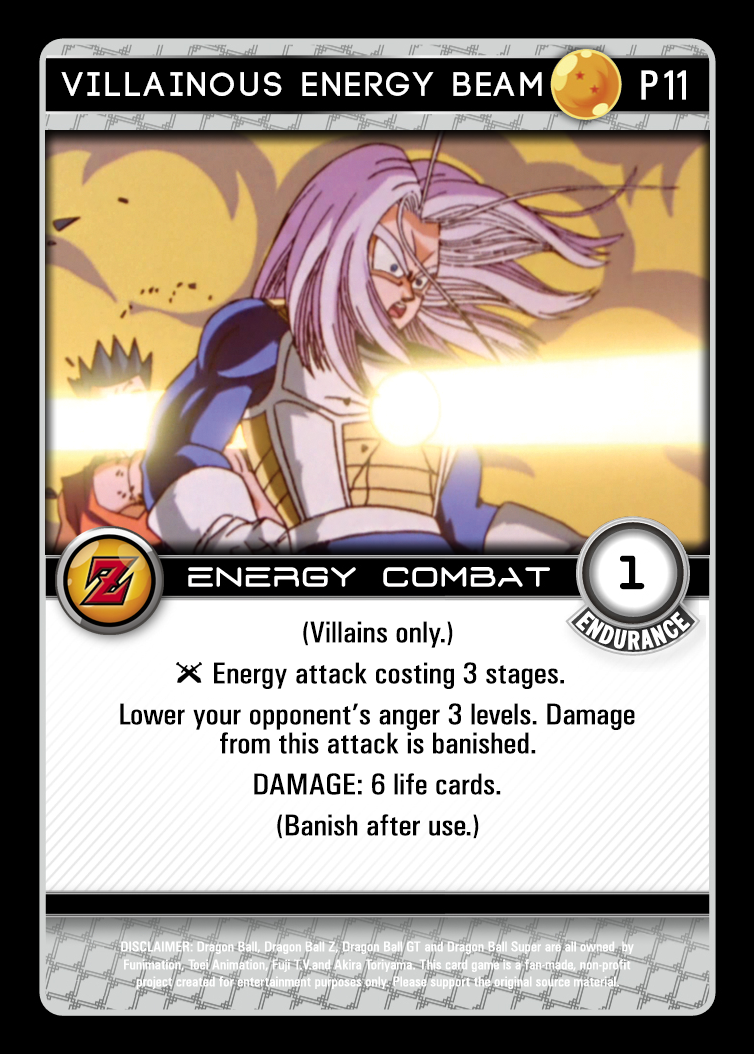 VILLAINOUS ENERGY BEAM P11
Z ENERGY COMBAT 1
ENDURANCE
(Villains only.)
Energy attack costing 3 stages.
Lower your opponent's anger 3 levels. Damage
from this attack is banished.
DAMAGE: 6 life cards.
(Banish after use.)
DISCLAIMER: Dragon Ball, Dragon Ball Z, Dragon Ball GT and Dragon Ball Super are all owned by
Funimation, Toei Animation, Fuji T.V.and Akira Toriyama. This card game is a fan-made, non-profit
project created for entertainment purposes only. Please support the original source material.